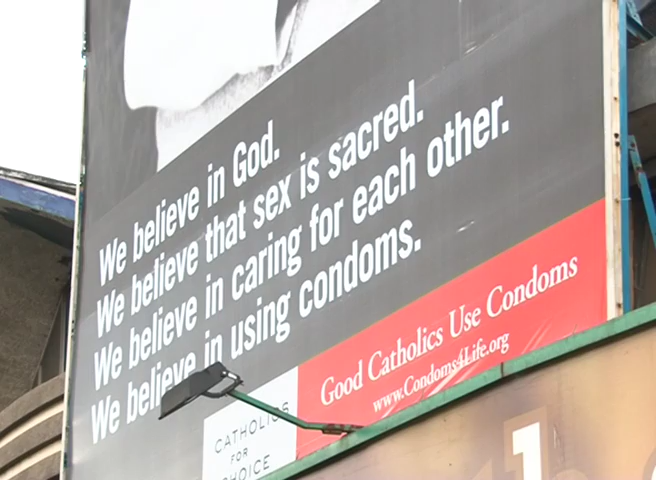 We believe in God.
We believe that sex is sacred.
We believe in caring for each other.
We believe in using condoms.
Good Catholics Use Condoms
www.Condoms4Life.org
CATHOLICS
FOR
CHOICE